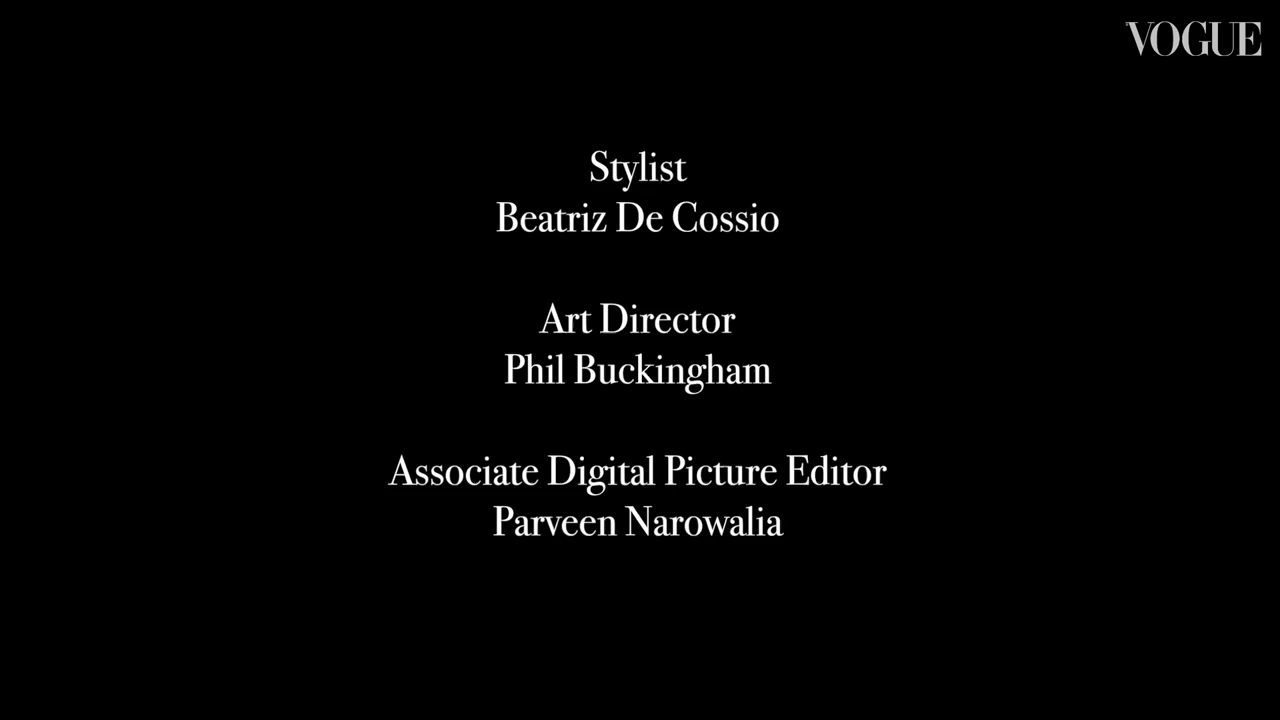 VOGUE
Stylist
Beatriz De Cossio
Art Director
Phil Buckingham
Associate Digital Picture Editor
Parveen Narowalia